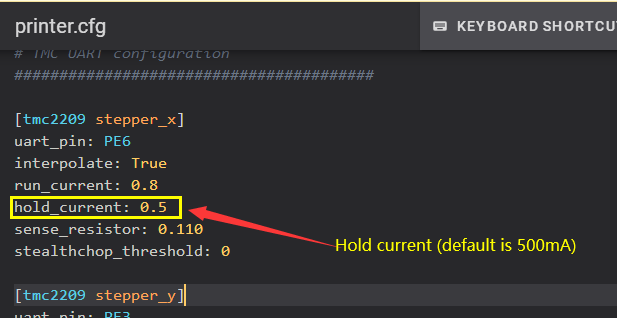 printer.cfg
KEYBOARD SHORTCU
# TMC UART configuration
########################################
[tmc2209 stepper_x]
uart_pin: PE6
interpolate: True
run_current: 0.8
hold_current: 0.5
sense_resistor: 0.110
Hold current (default is 500mA)
stealthchop_threshold: 0
[tmc2209 stepper_y]
uart_pin: PE3